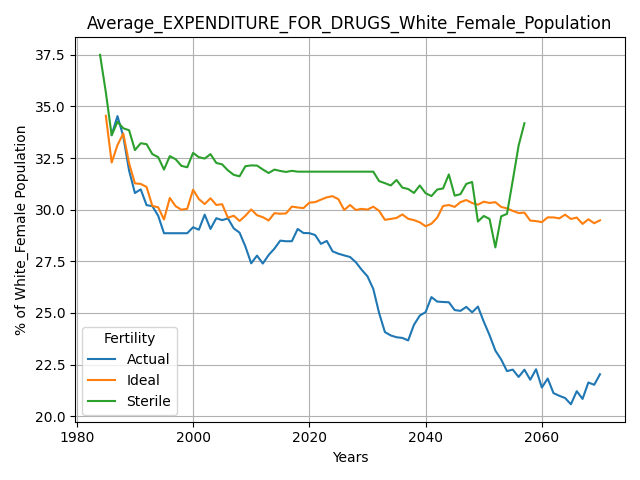 Average_EXPENDITURE_FOR_DRUGS_White_Female_Population
% of White_Female Population
37.5
35.0
32.5
30.0
27.5
25.0
22.5
20.0
Fertility
Actual
Ideal
Sterile
1980
2000
2020
2040
2060
Years